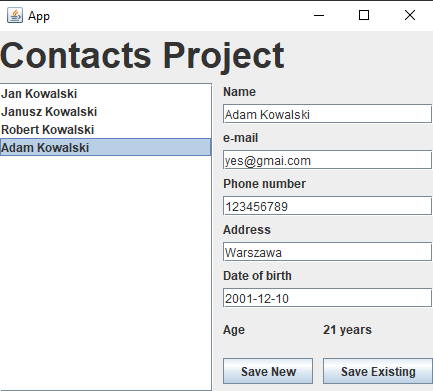 App
Contacts Project
Jan Kowalski
Janusz Kowalski
Robert Kowalski
Adam Kowalski
Name
Adam Kowalski
e-mail
yes@gmai.com
Phone number
123456789
Address
Warszawa
Date of birth
2001-12-10
Age 21 years
Save New Save Existing